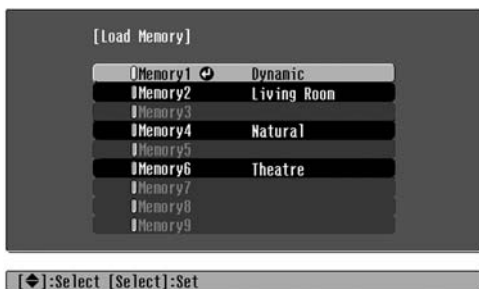 [Load Memory]
Memory1 Dynamic
Memory2 Living Room
Memory3
Memory4 Natural
Memory5
Memory6 Theatre
Memory7
Memory8
Memory9
[◆]:Select [Select]:Set